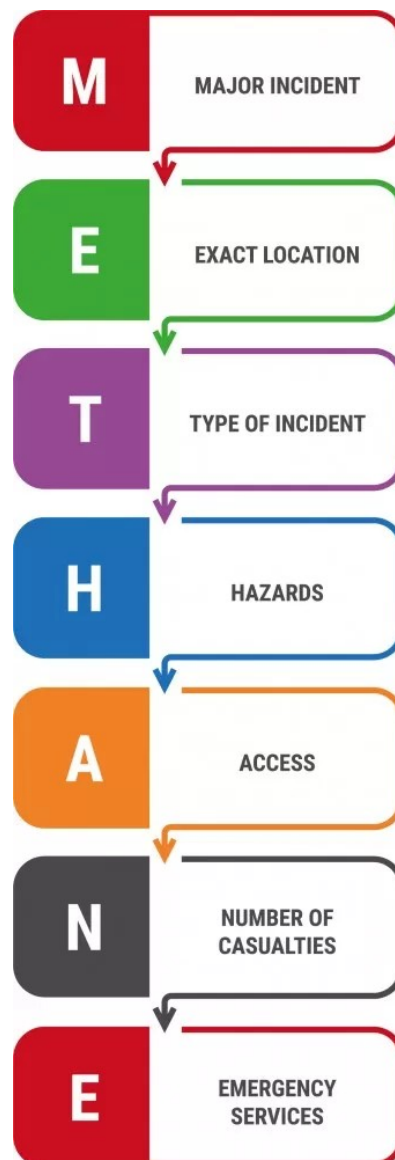 M
MAJOR INCIDENT
E
EXACT LOCATION
T
TYPE OF INCIDENT
H
HAZARDS
A
ACCESS
N
NUMBER OF
CASUALTIES
E
EMERGENCY
SERVICES